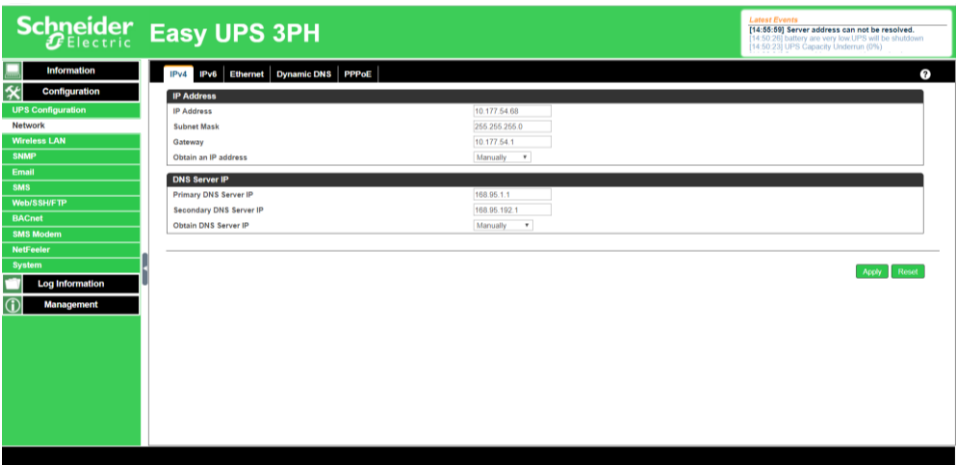 Schneider Electric
Easy UPS 3PH
Latest Events
[14:55:59] Server address can not be resolved.
[14:50:26] battery are very low UPS will be shutdown
[14:50:23] UPS Capacity Underrun (0%)
Information
Configuration
UPS Configuration
Network
Wireless LAN
SNMP
Email
SMS
Web/SSH/FTP
BACnet
SMS Modem
NetFeeler
System
Log Information
Management
IPv4 IPv6 Ethernet Dynamic DNS PPPoE ?
IP Address
IP Address 10.177.54.68
Subnet Mask 255.255.255.0
Gateway 10.177.54.1
Obtain an IP address Manually
DNS Server IP
Primary DNS Server IP 168.95.1.1
Secondary DNS Server IP 168.95.192.1
Obtain DNS Server IP Manually
Apply Reset